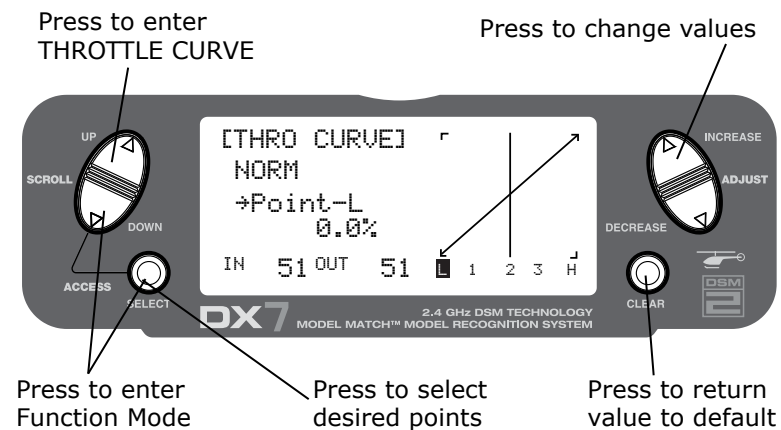 Press to enter
THROTTLE CURVE
Press to change values
UP
SCROLL
DOWN
ACCESS
SELECT
[THRO CURVE]
NORM
→Point-L
0.0%
IN 51 OUT 51
L 1 2 3 H
INCREASE
ADJUST
DECREASE
CLEAR
DSM
2
DX7
2.4 GHz DSM TECHNOLOGY
MODEL MATCH™ MODEL RECOGNITION SYSTEM
Press to enter
Function Mode
Press to select
desired points
Press to return
value to default